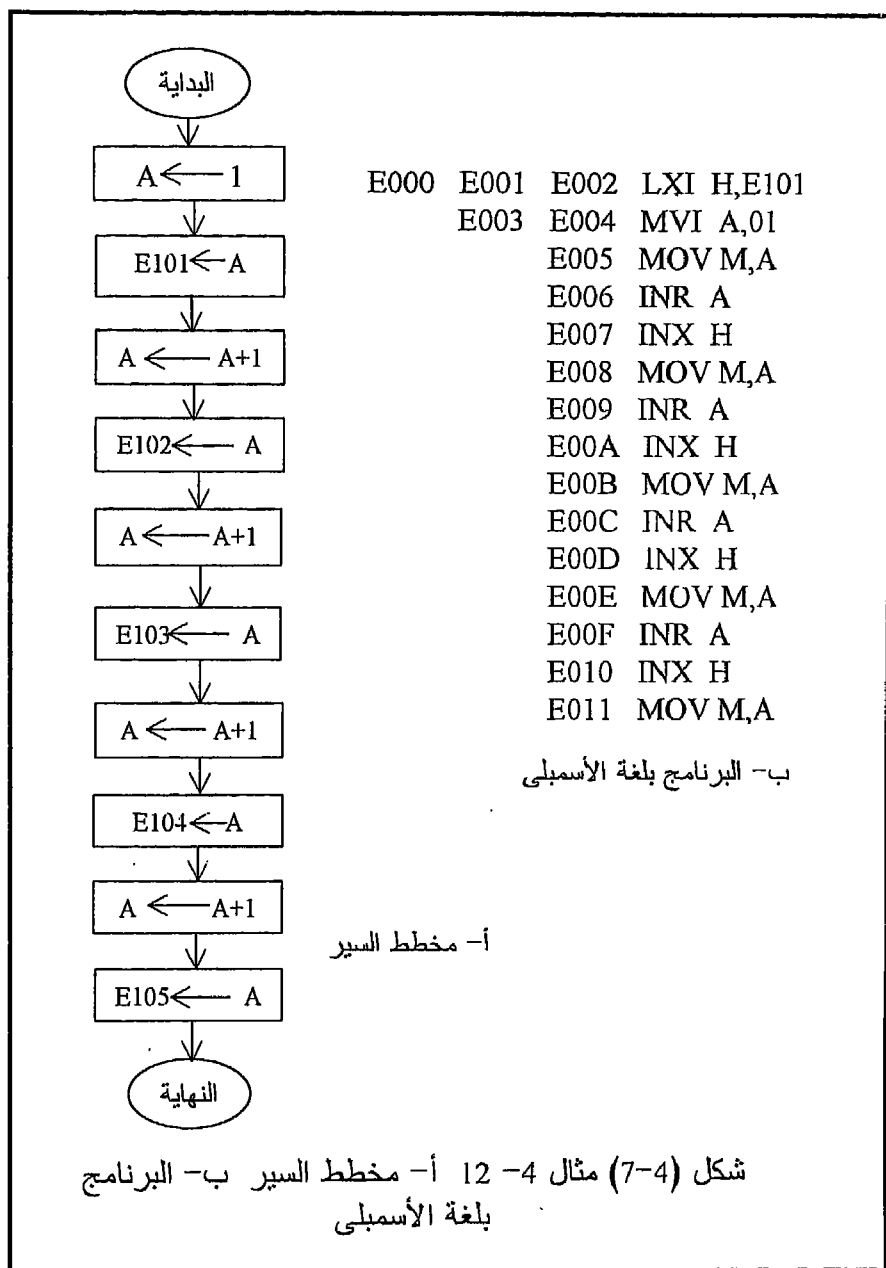 البداية
A ← 1
E101 ← A
A ← A+1
E102 ← A
A ← A+1
E103 ← A
A ← A+1
E104 ← A
A ← A+1
E105 ← A
النهاية
أ- مخطط السير
E000 E001 E002 LXI H,E101
E003 E004 MVI A,01
E005 MOV M,A
E006 INR A
E007 INX H
E008 MOV M,A
E009 INR A
E00A INX H
E00B MOV M,A
E00C INR A
E00D INX H
E00E MOV M,A
E00F INR A
E010 INX H
E011 MOV M,A
ب- البرنامج بلغة الأسمبلى
شكل (4-7) مثال 4- 12 أ- مخطط السير ب- البرنامج
بلغة الأسمبلى